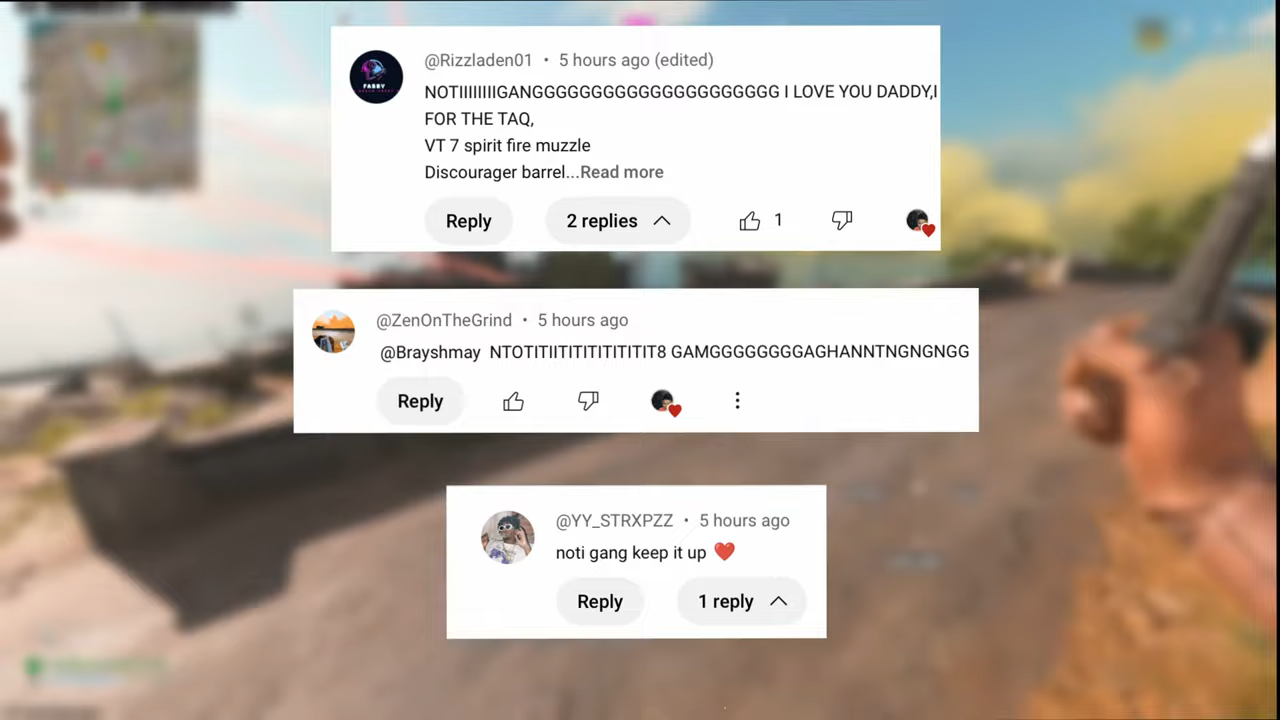 @Rizzladen01 • 5 hours ago (edited)
NOTIIIIIIIIGANGGGGGGGGGGGGGGGGGGGGG I LOVE YOU DADDY,I
FOR THE TAQ,
VT 7 spirit fire muzzle
Discourager barrel...Read more
Reply
2 replies
1
@ZenOnTheGrind • 5 hours ago
@Brayshmay NTOTITIITITITITITITIT8 GAMGGGGGGGGAGHANNTNGNGNGG
Reply
@YY_STRXPZZ • 5 hours ago
noti gang keep it up ❤️
Reply
1 reply
FABBY